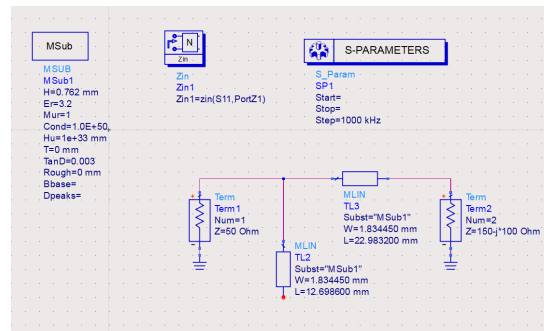 MSub
MSUB
MSub1
H=0.762 mm
Er=3.2
Mur=1
Cond=1.0E+50
Hu=1e+33 mm
T=0 mm
TanD=0.003
Rough=0 mm
Bbase=
Dpeaks=
N
Zin
Zin
Zin1
Zin1=zin(S11,PortZ1)
S-PARAMETERS
S_Param
SP1
Start=
Stop=
Step=1000 kHz
Term
Term1
Num=1
Z=50 Ohm
MLIN
TL2
Subst="MSub1"
W=1.834450 mm
L=12.698600 mm
MLIN
TL3
Subst="MSub1"
W=1.834450 mm
L=22.983200 mm
Term
Term2
Num=2
Z=150-j*100 Ohm